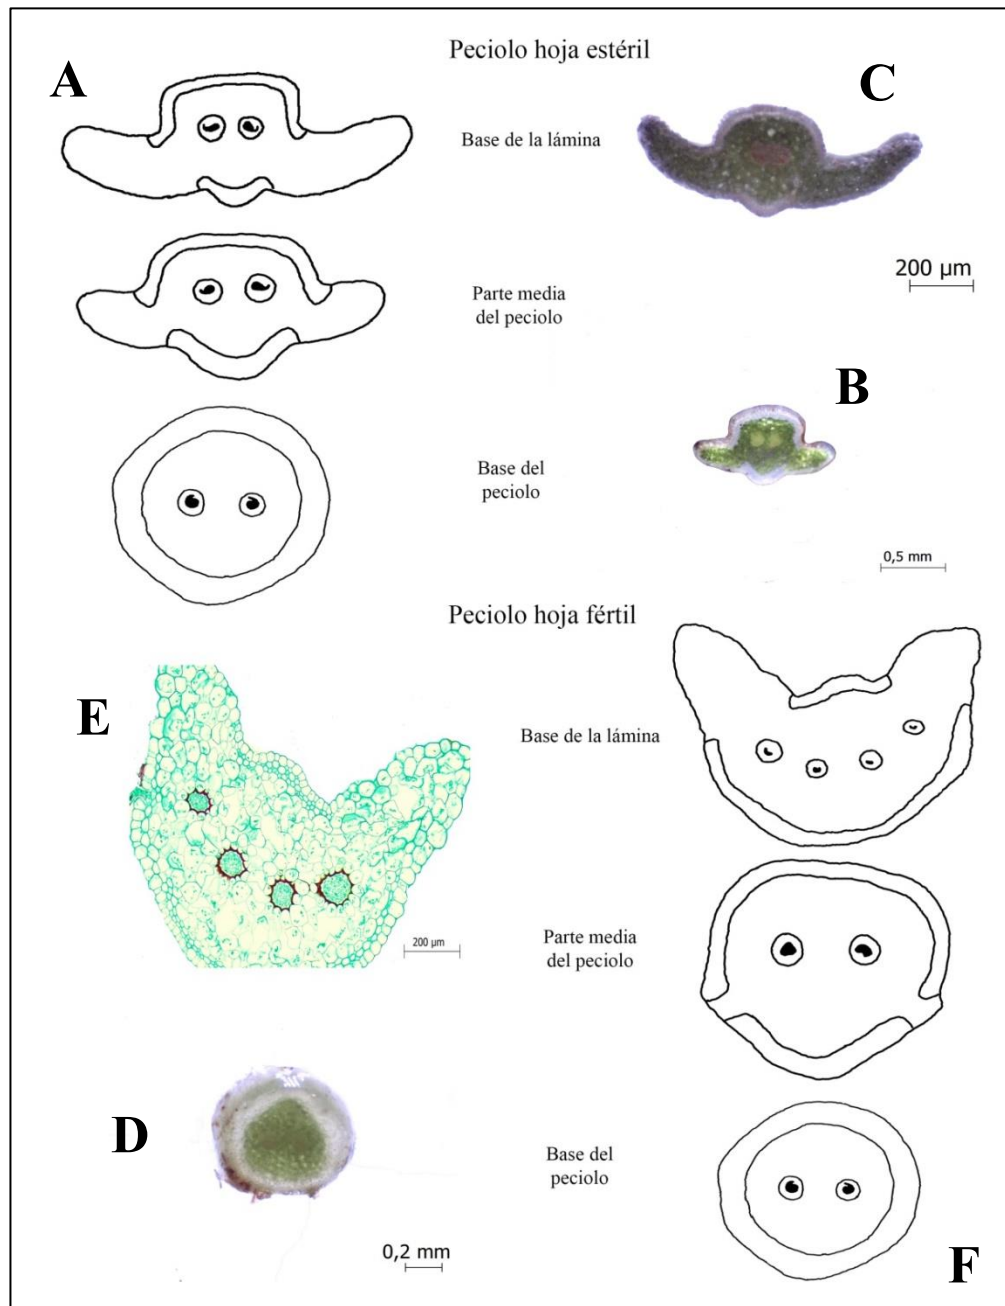 Peciolo hoja estéril
A
C
Base de la lámina
200 µm
Parte media
del peciolo
B
Base del
peciolo
0,5 mm
Peciolo hoja fértil
E
Base de la lámina
200 µm
Parte media
del peciolo
D
Base del
peciolo
0,2 mm
F